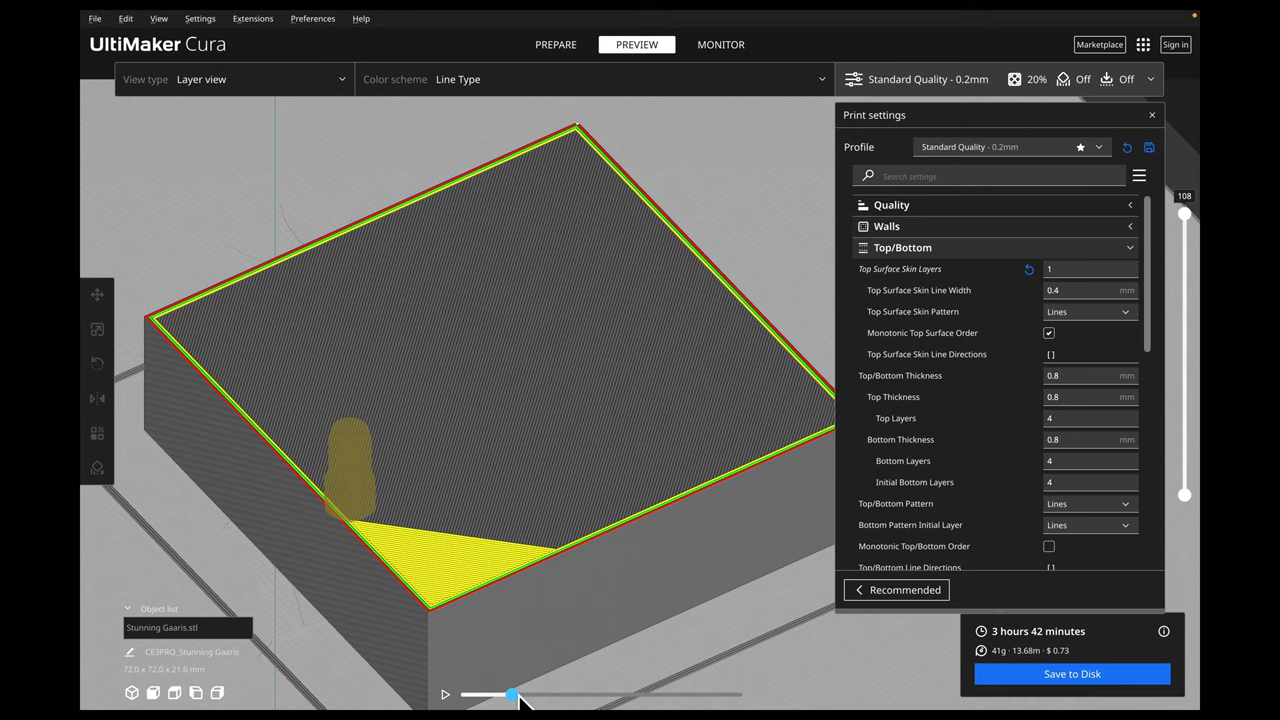 File Edit View Settings Extensions Preferences Help
UltiMaker Cura PREPARE PREVIEW MONITOR Marketplace Sign in
View type Layer view Color scheme Line Type Standard Quality - 0.2mm 20% Off Off
Print settings
Profile Standard Quality - 0.2mm
Search settings
108
Quality
Walls
Top/Bottom
Top Surface Skin Layers 1
Top Surface Skin Line Width 0.4 mm
Top Surface Skin Pattern Lines
Monotonic Top Surface Order
Top Surface Skin Line Directions [ ]
Top/Bottom Thickness 0.8 mm
Top Thickness 0.8 mm
Top Layers 4
Bottom Thickness 0.8 mm
Bottom Layers 4
Initial Bottom Layers 4
Top/Bottom Pattern Lines
Bottom Pattern Initial Layer Lines
Monotonic Top/Bottom Order
Top/Bottom Line Directions [ ]
Recommended
Object list
Stunning Gaaris.stl
CE3PRO_Stunning Gaaris
72.0 x 72.0 x 21.6 mm
3 hours 42 minutes
41g · 13.68m · $ 0.73
Save to Disk